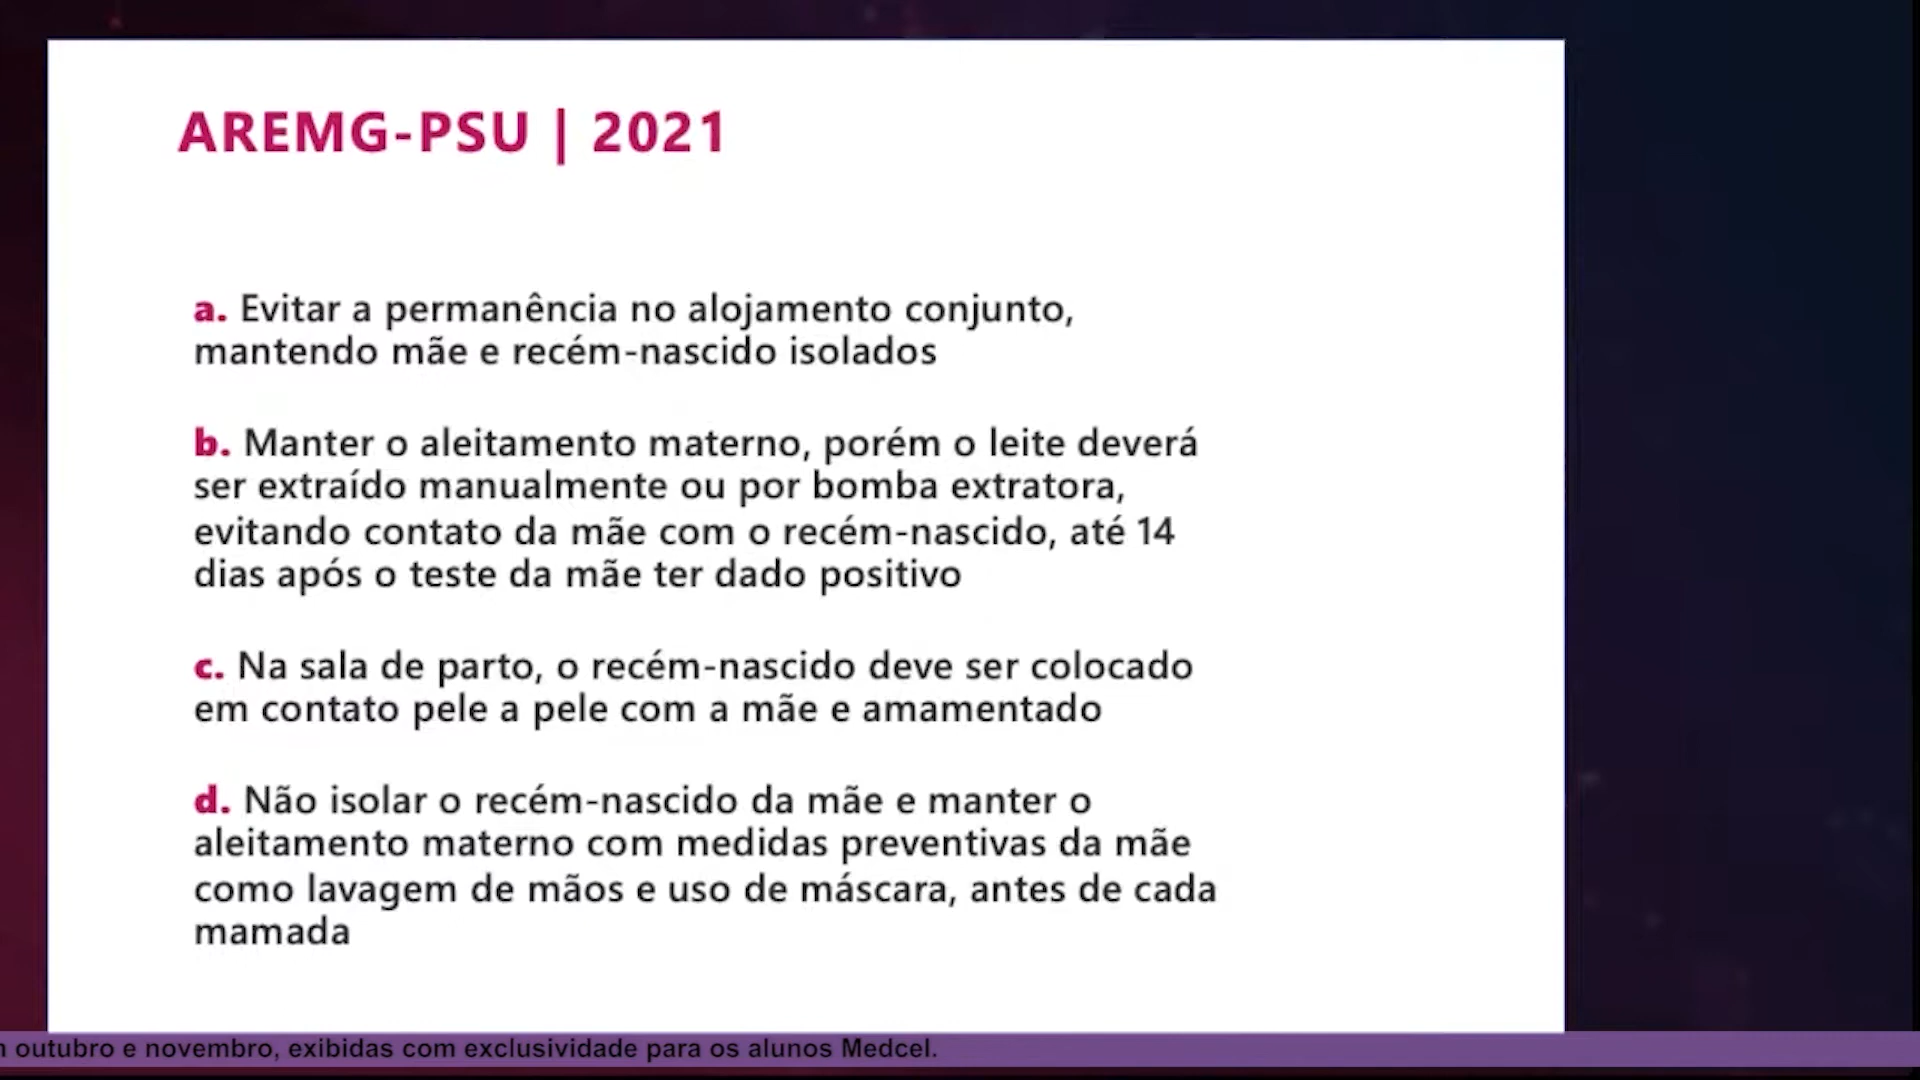 AREMG-PSU | 2021
a. Evitar a permanência no alojamento conjunto,
mantendo mãe e recém-nascido isolados
b. Manter o aleitamento materno, porém o leite deverá
ser extraído manualmente ou por bomba extratora,
evitando contato da mãe com o recém-nascido, até 14
dias após o teste da mãe ter dado positivo
c. Na sala de parto, o recém-nascido deve ser colocado
em contato pele a pele com a mãe e amamentado
d. Não isolar o recém-nascido da mãe e manter o
aleitamento materno com medidas preventivas da mãe
como lavagem de mãos e uso de máscara, antes de cada
mamada
outubro e novembro, exibidas com exclusividade para os alunos Medcel.